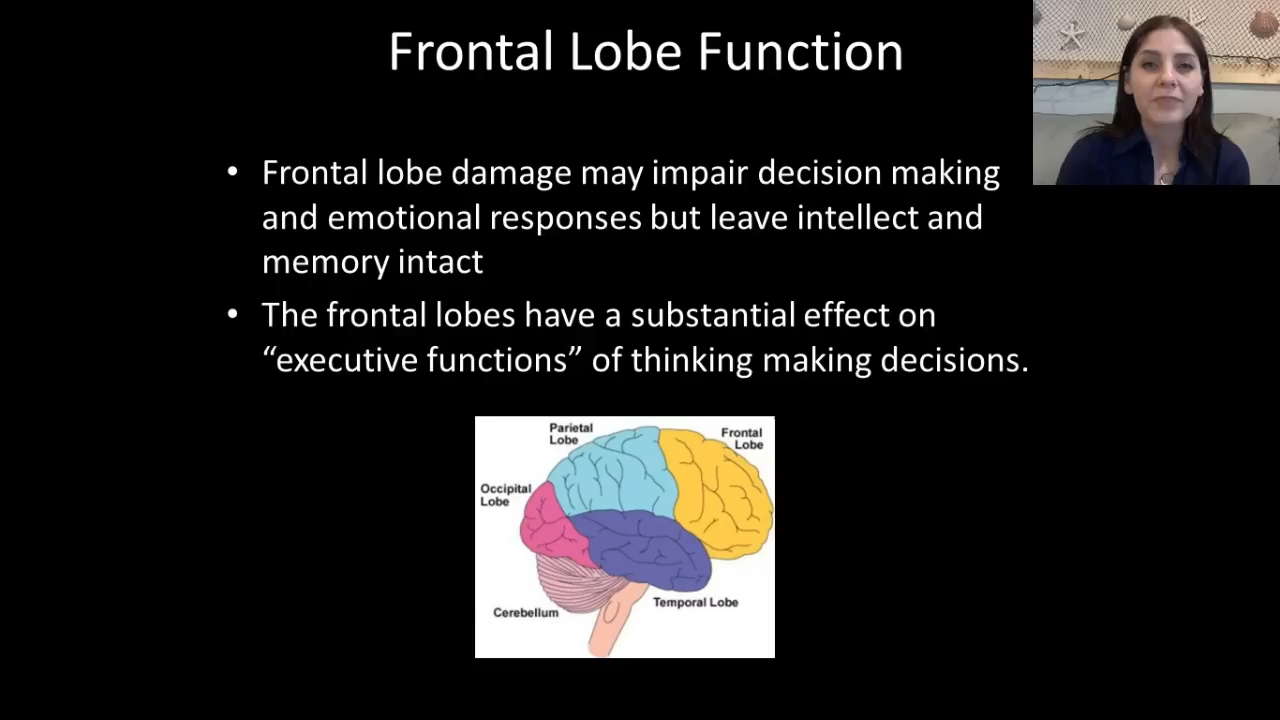 Frontal Lobe Function
• Frontal lobe damage may impair decision making
and emotional responses but leave intellect and
memory intact
• The frontal lobes have a substantial effect on
“executive functions” of thinking making decisions.
Parietal
Lobe
Frontal
Lobe
Occipital
Lobe
Temporal Lobe
Cerebellum